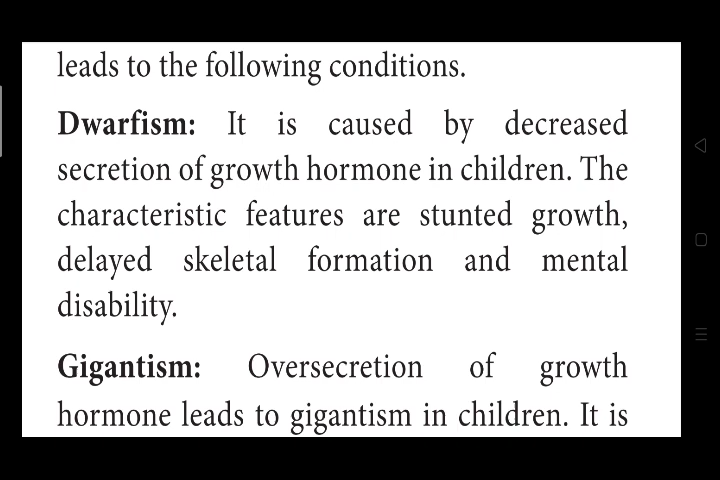 leads to the following conditions.
Dwarfism: It is caused by decreased
secretion of growth hormone in children. The
characteristic features are stunted growth,
delayed skeletal formation and mental
disability.
Gigantism: Oversecretion of growth
hormone leads to gigantism in children. It is